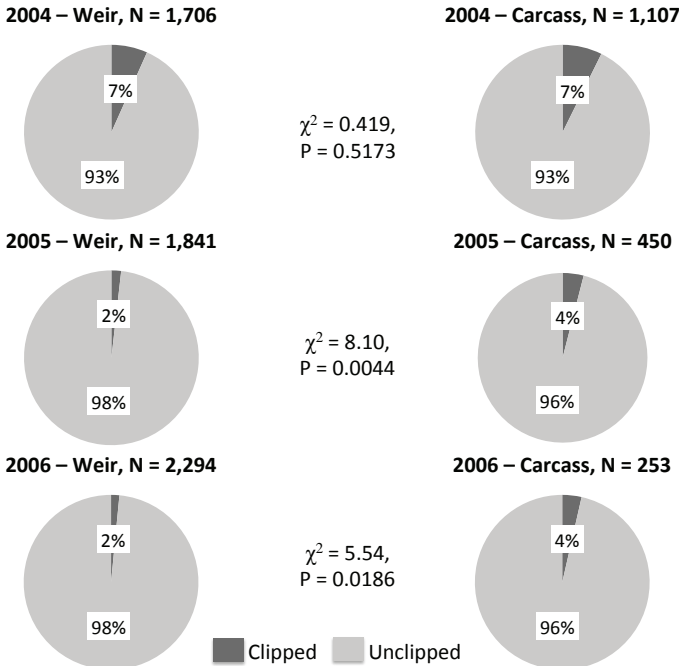 2004 – Weir, N = 1,706
2004 – Carcass, N = 1,107
7%
93%
χ² = 0.419,
P = 0.5173
7%
93%
2005 – Weir, N = 1,841
2005 – Carcass, N = 450
2%
98%
χ² = 8.10,
P = 0.0044
4%
96%
2006 – Weir, N = 2,294
2006 – Carcass, N = 253
2%
98%
χ² = 5.54,
P = 0.0186
4%
96%
Clipped
Unclipped